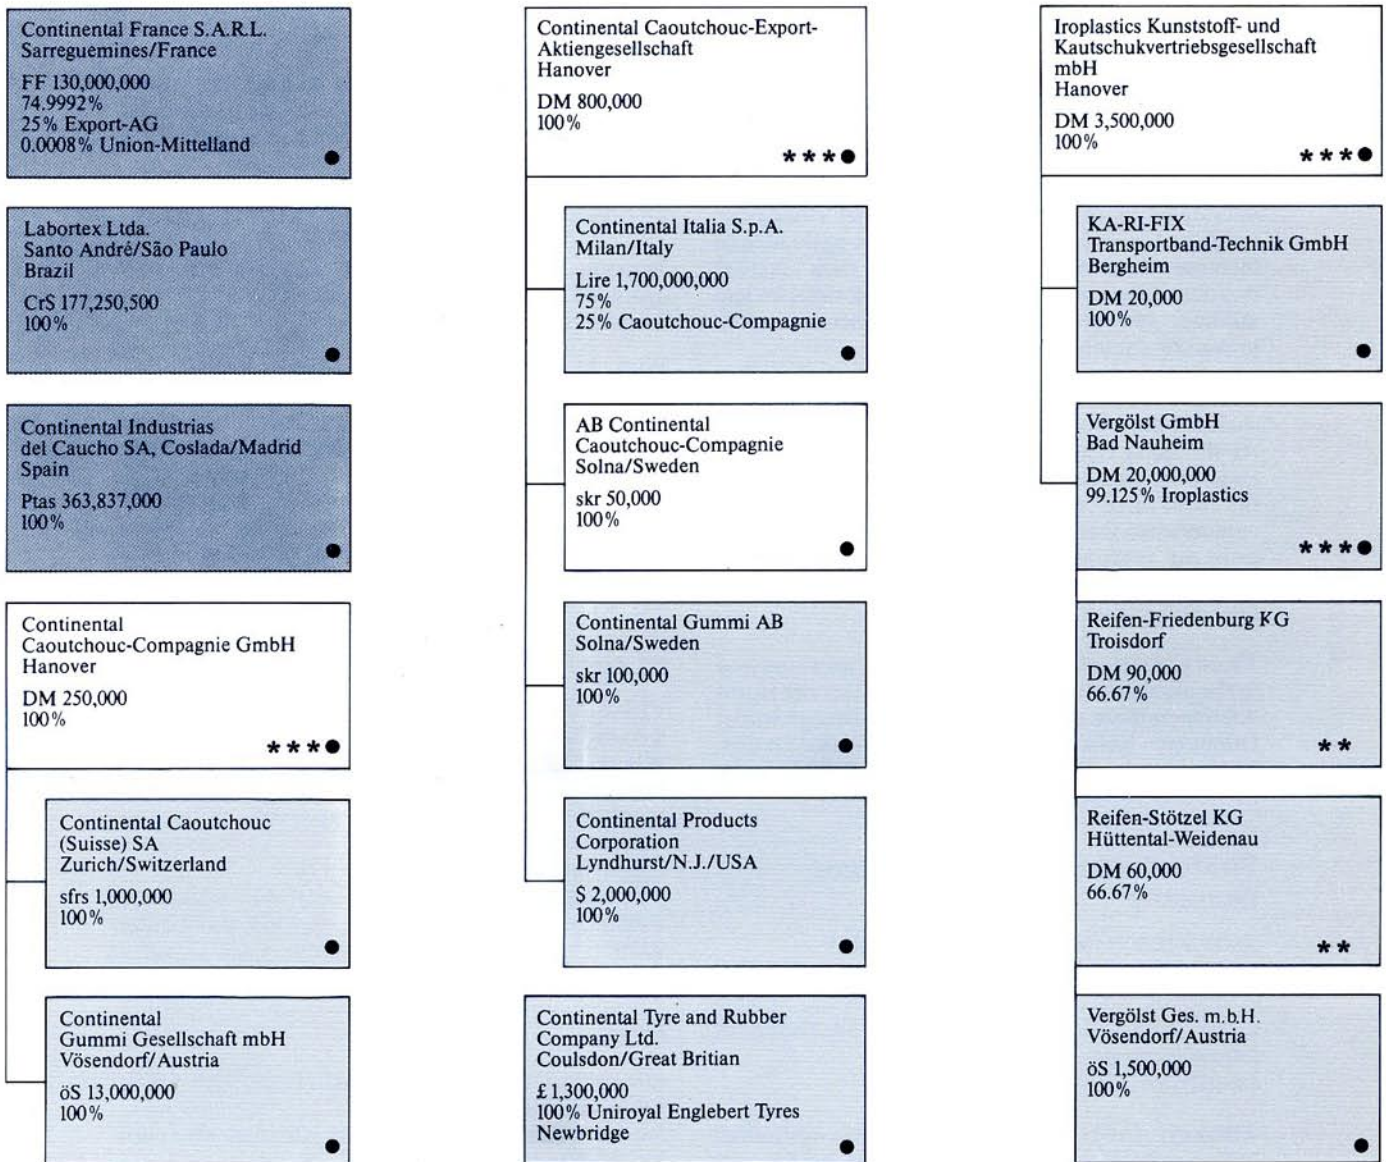 Continental France S.A.R.L.
Sarreguemines/France
FF 130,000,000
74.9992%
25% Export-AG
0.0008% Union-Mittelland
●
Labortex Ltda.
Santo André/São Paulo
Brazil
Cr$ 177,250,500
100%
●
Continental Industrias
del Caucho SA, Coslada/Madrid
Spain
Ptas 363,837,000
100%
●
Continental
Caoutchouc-Compagnie GmbH
Hanover
DM 250,000
100%
***●
Continental Caoutchouc
(Suisse) SA
Zurich/Switzerland
sfrs 1,000,000
100%
●
Continental
Gummi Gesellschaft mbH
Vösendorf/Austria
öS 13,000,000
100%
●
Continental Caoutchouc-Export-
Aktiengesellschaft
Hanover
DM 800,000
100%
***●
Continental Italia S.p.A.
Milan/Italy
Lire 1,700,000,000
75%
25% Caoutchouc-Compagnie
●
AB Continental
Caoutchouc-Compagnie
Solna/Sweden
skr 50,000
100%
●
Continental Gummi AB
Solna/Sweden
skr 100,000
100%
●
Continental Products
Corporation
Lyndhurst/N.J./USA
$ 2,000,000
100%
●
Continental Tyre and Rubber
Company Ltd.
Coulsdon/Great Britian
£ 1,300,000
100% Uniroyal Englebert Tyres
Newbridge
●
Iroplastics Kunststoff- und
Kautschukvertriebsgesellschaft
mbH
Hanover
DM 3,500,000
100%
***●
KA-RI-FIX
Transportband-Technik GmbH
Bergheim
DM 20,000
100%
●
Vergölst GmbH
Bad Nauheim
DM 20,000,000
99.125% Iroplastics
***●
Reifen-Friedenburg KG
Troisdorf
DM 90,000
66.67%
**
Reifen-Stötzel KG
Hüttental-Weidenau
DM 60,000
66.67%
**
Vergölst Ges. m.b.H.
Vösendorf/Austria
öS 1,500,000
100%
●